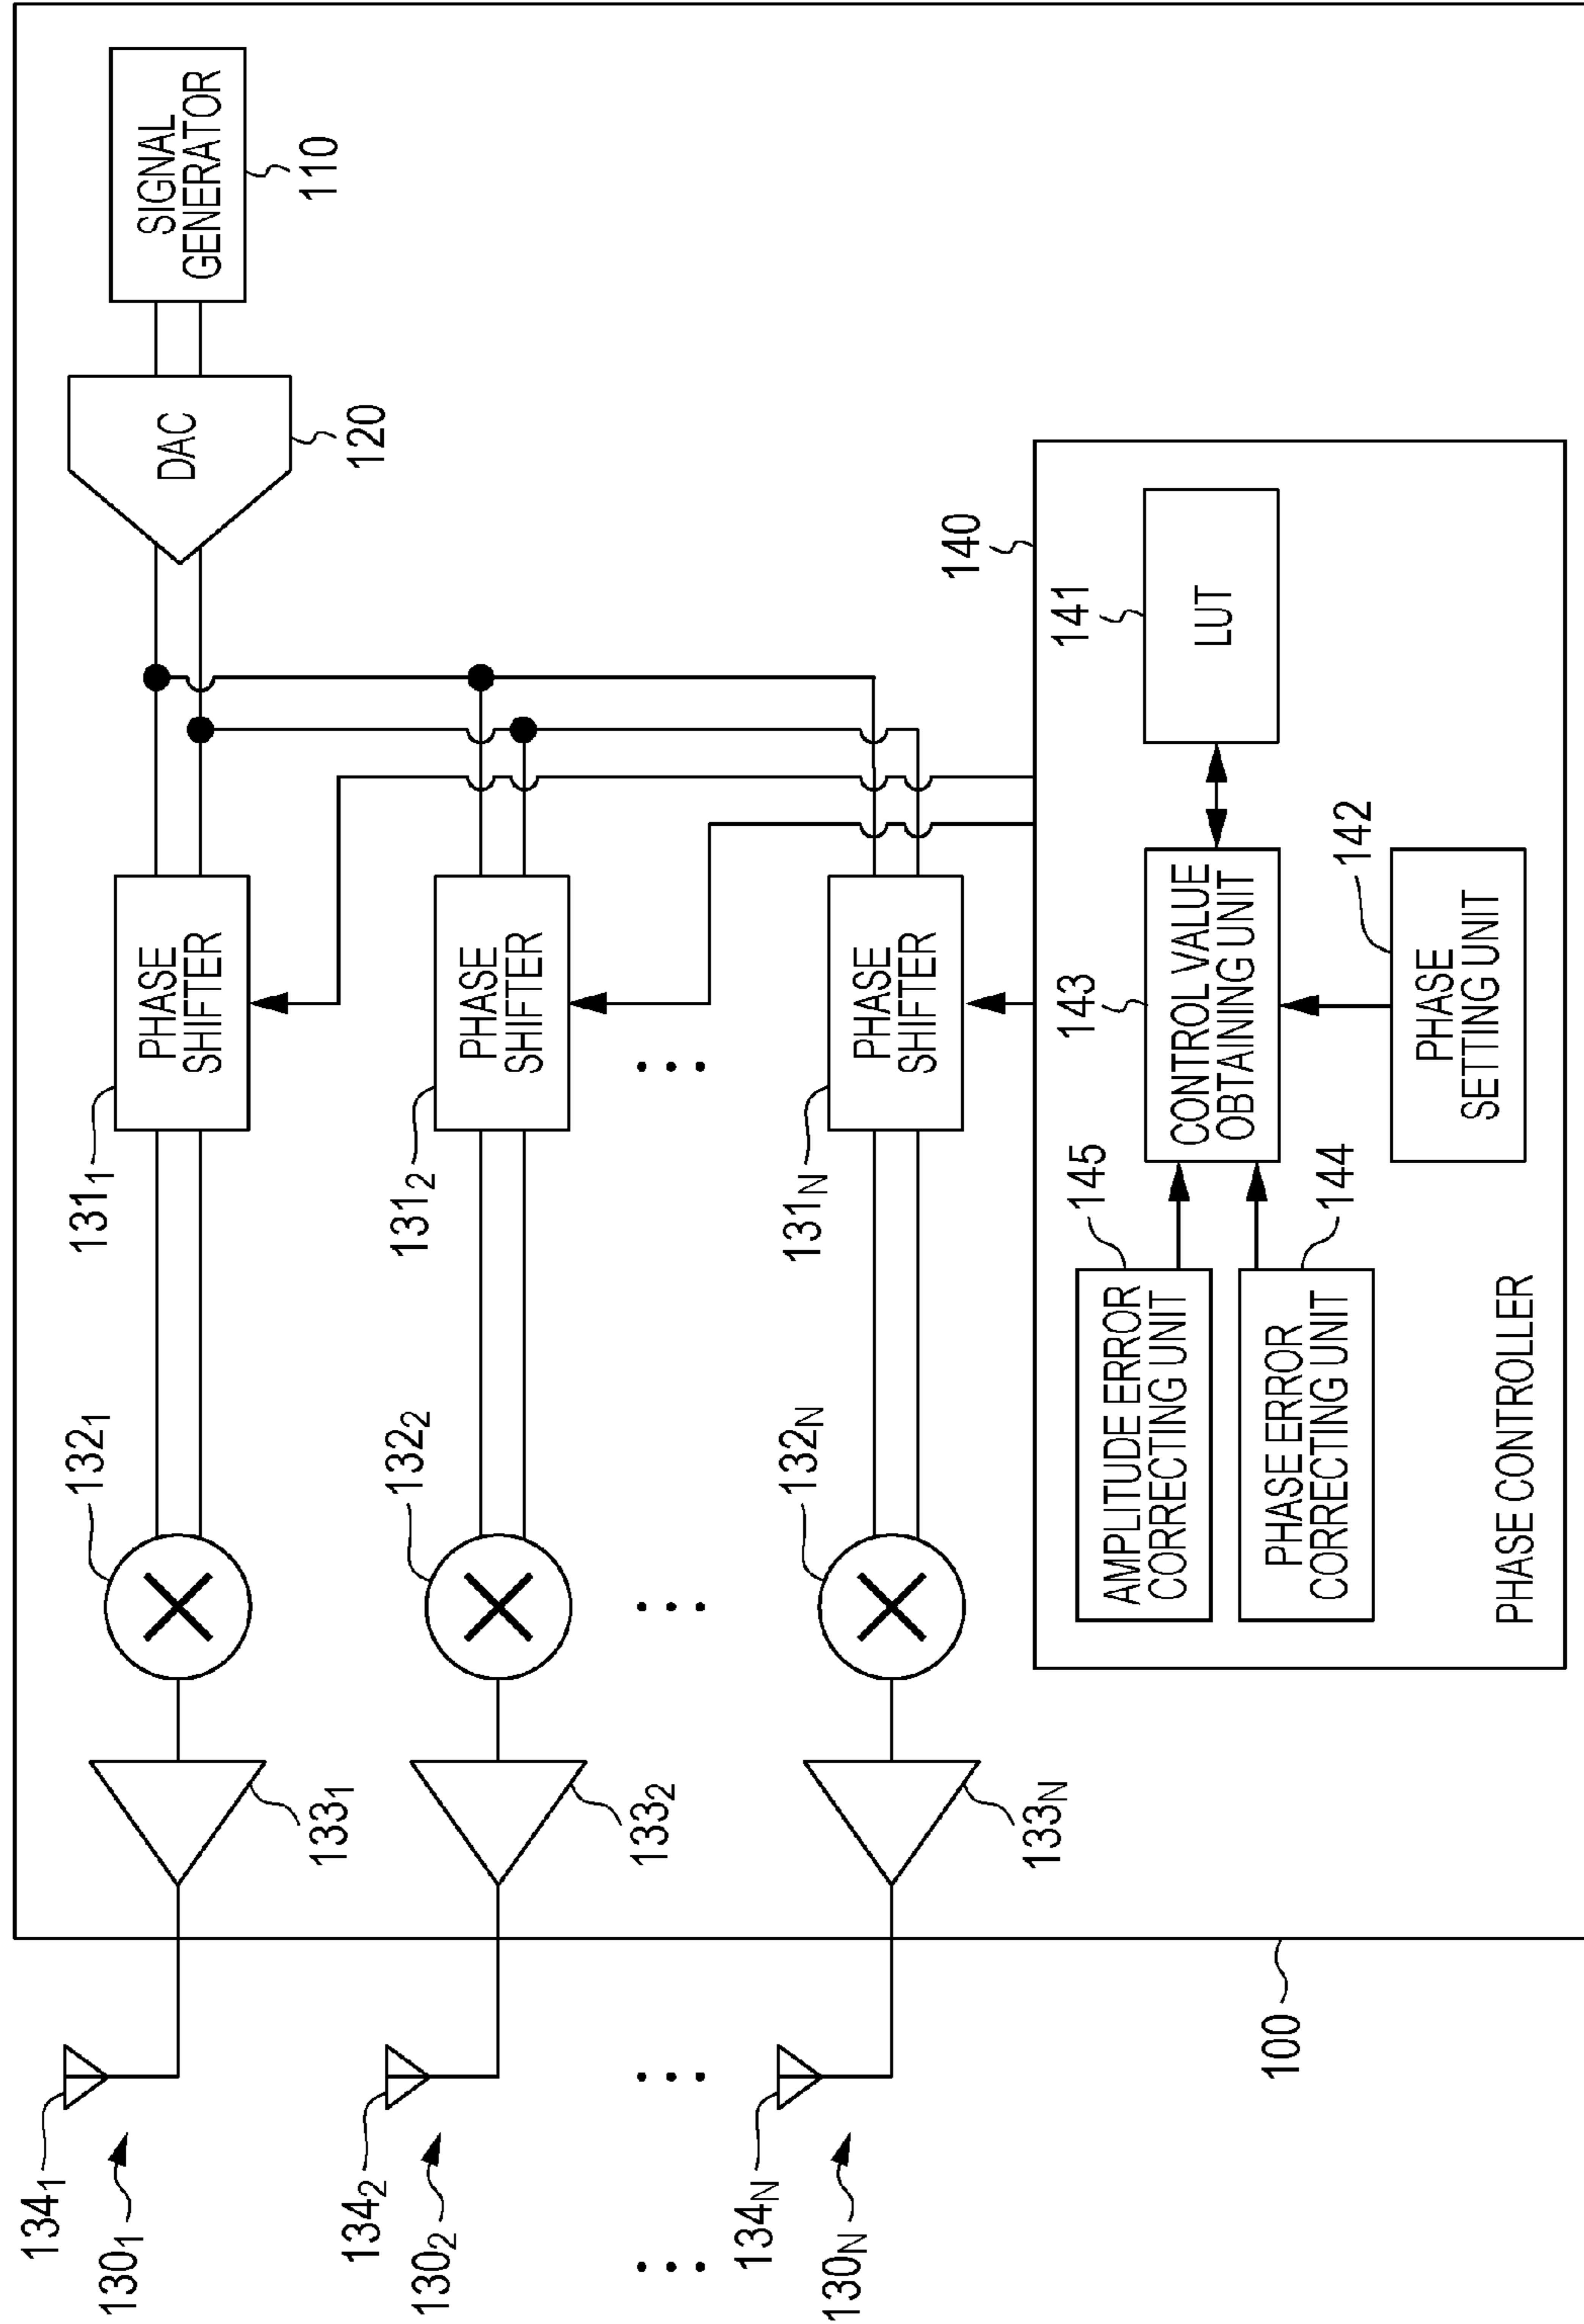 134₁
130₁
133₁
132₁
131₁
PHASE
SHIFTER
DAC
120
SIGNAL
GENERATOR
110
134₂
130₂
133₂
132₂
131₂
PHASE
SHIFTER
134N
130N
133N
132N
131N
PHASE
SHIFTER
140
145
AMPLITUDE ERROR
CORRECTING UNIT
144
PHASE ERROR
CORRECTING UNIT
143
CONTROL VALUE
OBTAINING UNIT
141
LUT
142
PHASE
SETTING UNIT
PHASE CONTROLLER
100